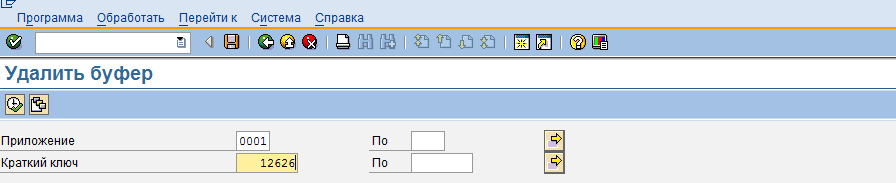 Программа Обработать Перейти к Система Справка
Удалить буфер
Приложение 0001 По
Краткий ключ 12626 По